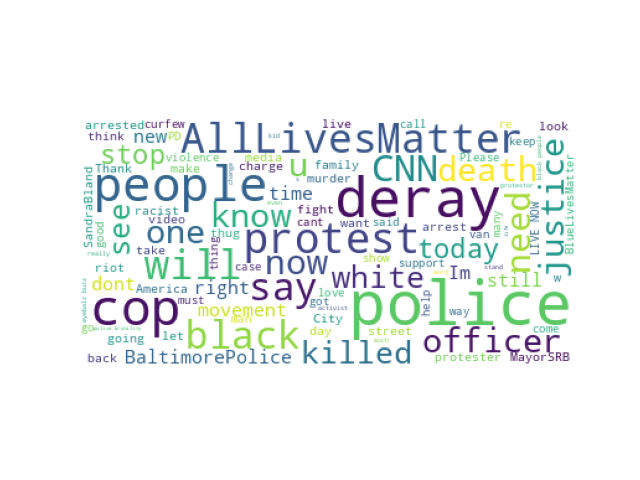 arrested curfew
AllLivesMatter
live
call
re
look
think new PD
kid
CNN
keep
black people
stop violence
u
media
Please
death
Thank make
change
charge
family
SandraBland
people
time
racist
deray
murder
support
need
justice
BlueLivesMatter
see
good
video
one
know
fight
cant
want said
arrest
van
many
LIVE NOW
protestor
really
riot
take
will
thug
thing
case
protest
now
show
today
Im
still
w
eyewear buzz
go
dont
America
must
right
say
love
got
activist
white
help
way
police
stand
cop
movement
man
City
day
street
come
going
let
black
killed
officer
back
BaltimorePolice
protester MayorSRB